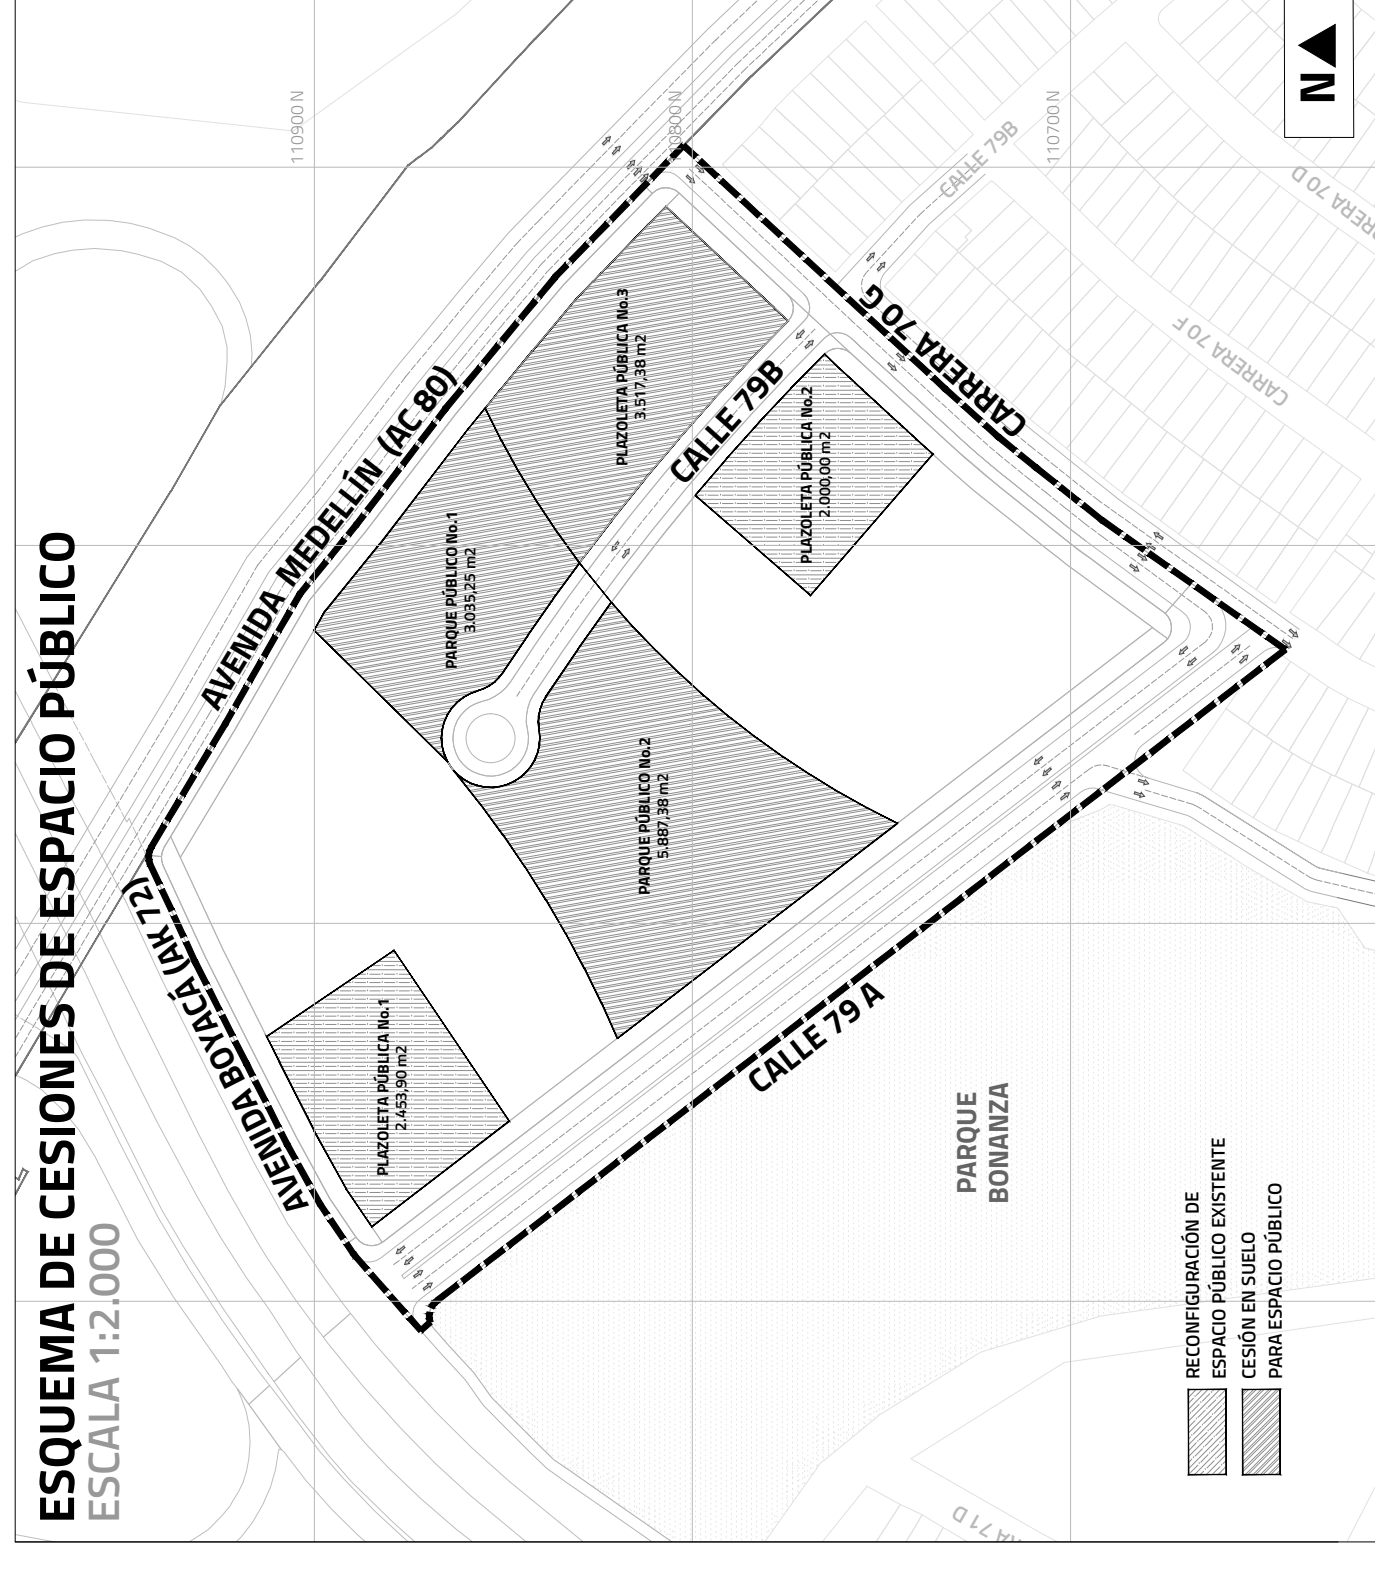 ESQUEMA DE CESIONES DE ESPACIO PÚBLICO
ESCALA 1:2.000
110900 N
110800 N
110700 N
N
AVENIDA MEDELLÍN (AC 80)
AVENIDA BOYACÁ (AK 72)
PLAZOLETA PÚBLICA No.3
3.517,38 m2
PARQUE PÚBLICO No.1
3.035,25 m2
CALLE 79B
CALLE 79B
PLAZOLETA PÚBLICA No.2
2.000,00 m2
CARRERA 70 G
CARRERA 70 F
RRERA 70 D
PARQUE PÚBLICO No.2
5.887,38 m2
PLAZOLETA PÚBLICA No.1
2.453,90 m2
CALLE 79 A
PARQUE
BONANZA
RA 71 D
RECONFIGURACIÓN DE
ESPACIO PÚBLICO EXISTENTE
CESIÓN EN SUELO
PARA ESPACIO PÚBLICO